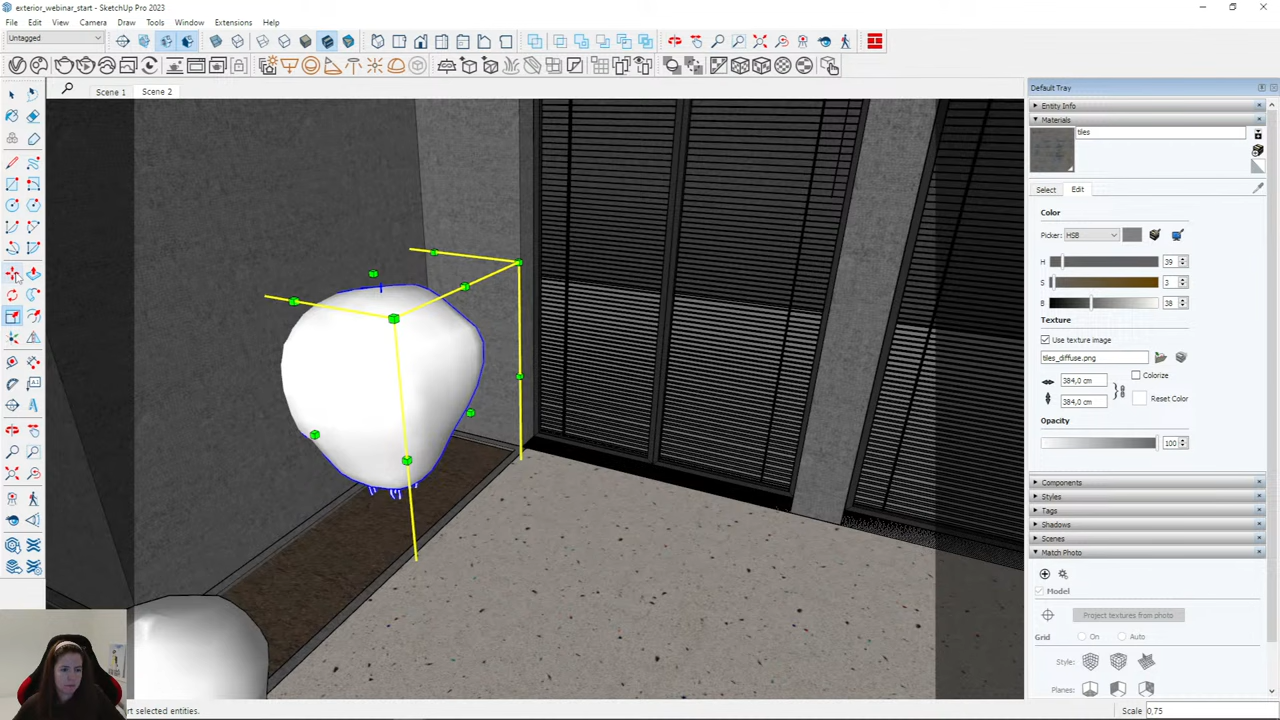 exterior_webinar_start - SketchUp Pro 2023
File Edit View Camera Draw Tools Window Extensions Help
Untagged
Scene 1 Scene 2
Default Tray
Entity Info
Materials
tiles
Select Edit
Color
Picker: HSB
H 39
S 3
B 38
Texture
Use texture image
tiles_diffuse.png
384,0 cm
Colorize
384,0 cm
Reset Color
Opacity
100
Components
Styles
Tags
Shadows
Scenes
Match Photo
Model
Project textures from photo
Grid On Auto
Style:
Planes:
rt selected entities.
Scale 0,75